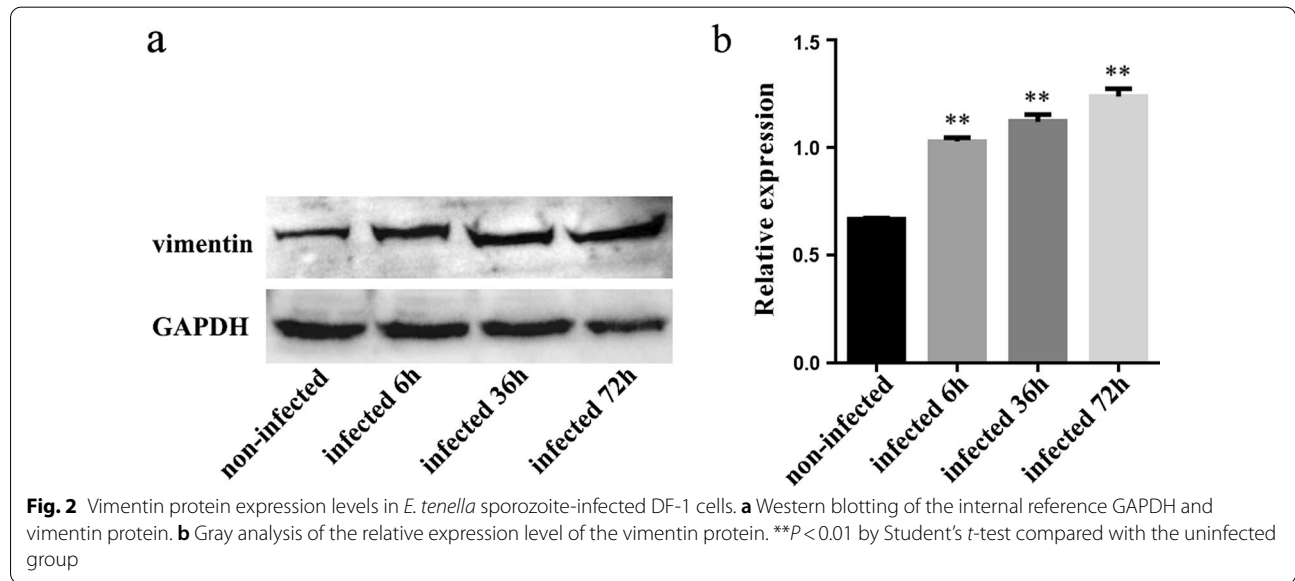 a
b
vimentin
GAPDH
non-infected
infected 6h
infected 36h
infected 72h
Relative expression
1.5
1.0
0.5
0.0
**
**
**
non-infected
infected 6h
infected 36h
infected 72h
Fig. 2 Vimentin protein expression levels in E. tenella sporozoite-infected DF-1 cells. a Western blotting of the internal reference GAPDH and
vimentin protein. b Gray analysis of the relative expression level of the vimentin protein. **P < 0.01 by Student's t-test compared with the uninfected
group